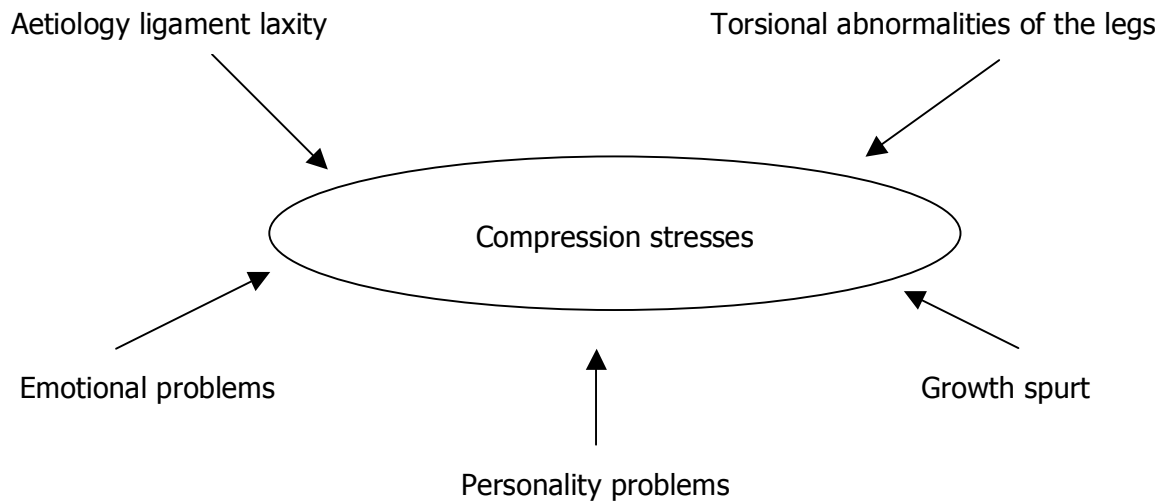 Aetiology ligament laxity
Torsional abnormalities of the legs
Compression stresses
Emotional problems
Growth spurt
Personality problems